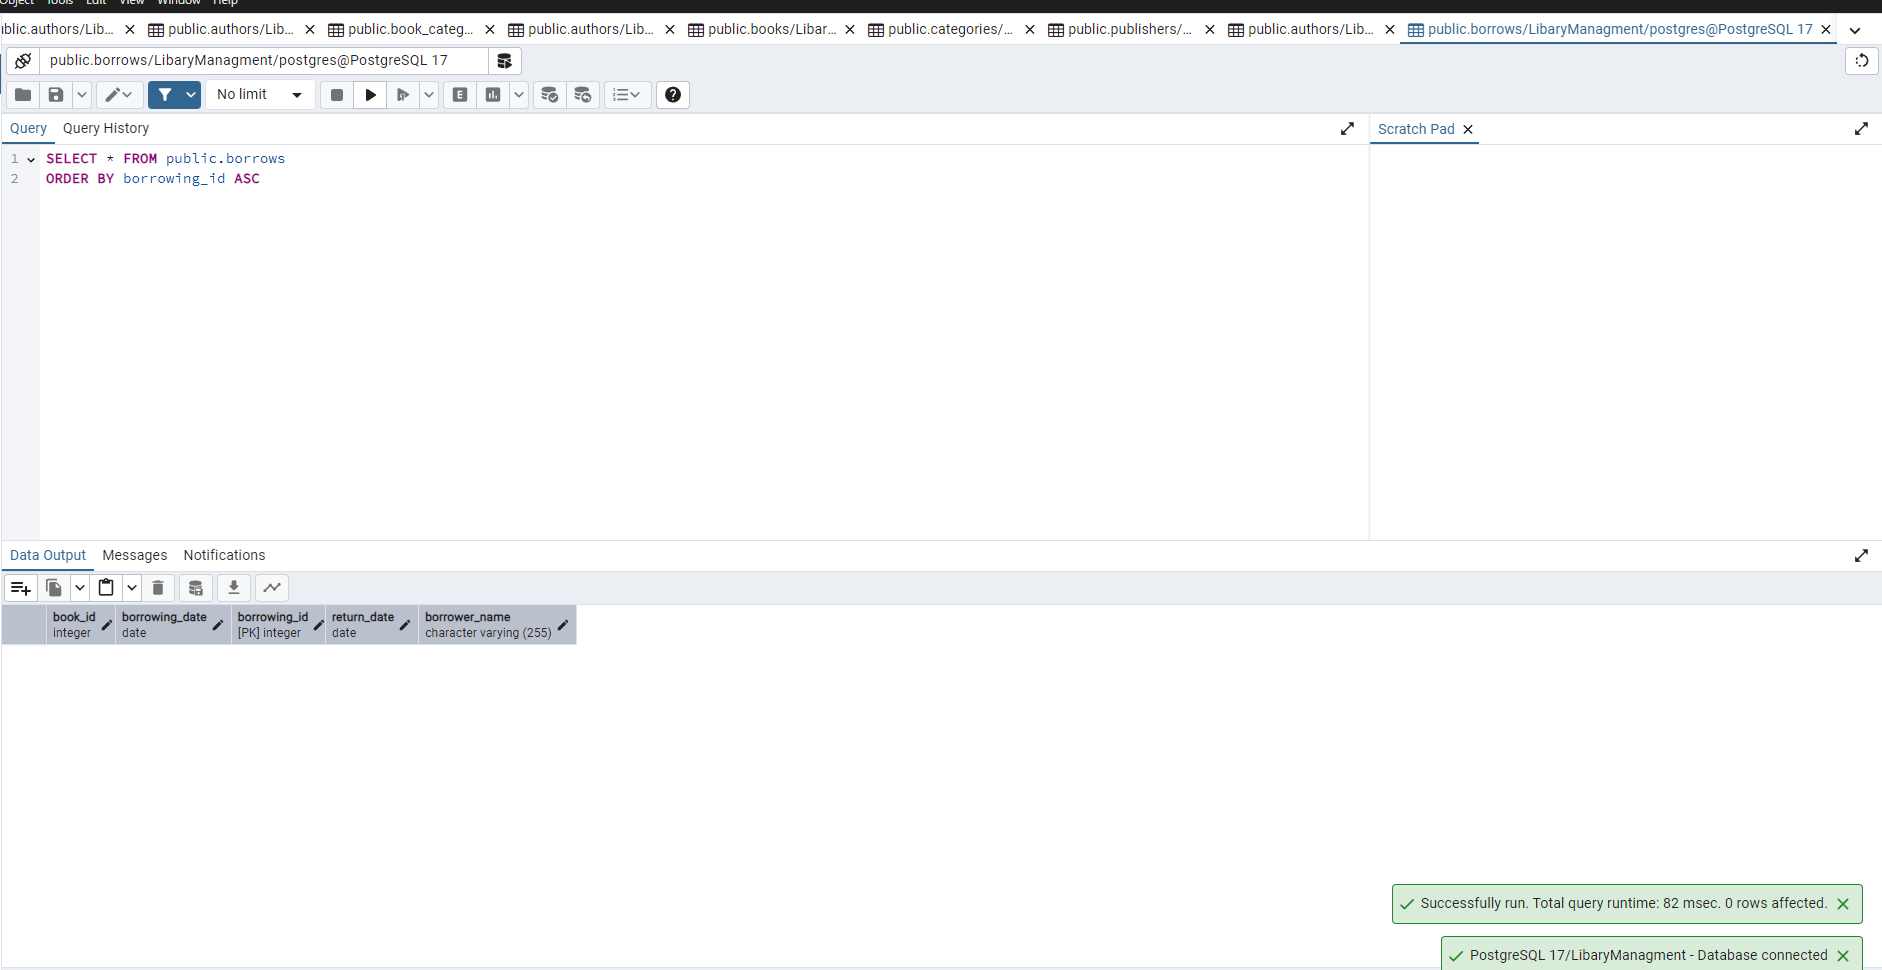 Object Tools Edit View Window Help
ublic.authors/Lib... public.authors/Lib... public.book_categ... public.authors/Lib... public.books/Libar... public.categories/... public.publishers/... public.authors/Lib... public.borrows/LibaryManagment/postgres@PostgreSQL 17
public.borrows/LibaryManagment/postgres@PostgreSQL 17
No limit
E
Query Query History
Scratch Pad
1 SELECT * FROM public.borrows
2 ORDER BY borrowing_id ASC
Data Output Messages Notifications
book_id borrowing_date borrowing_id return_date borrower_name
integer date [PK] integer date character varying (255)
Successfully run. Total query runtime: 82 msec. 0 rows affected.
PostgreSQL 17/LibaryManagment - Database connected